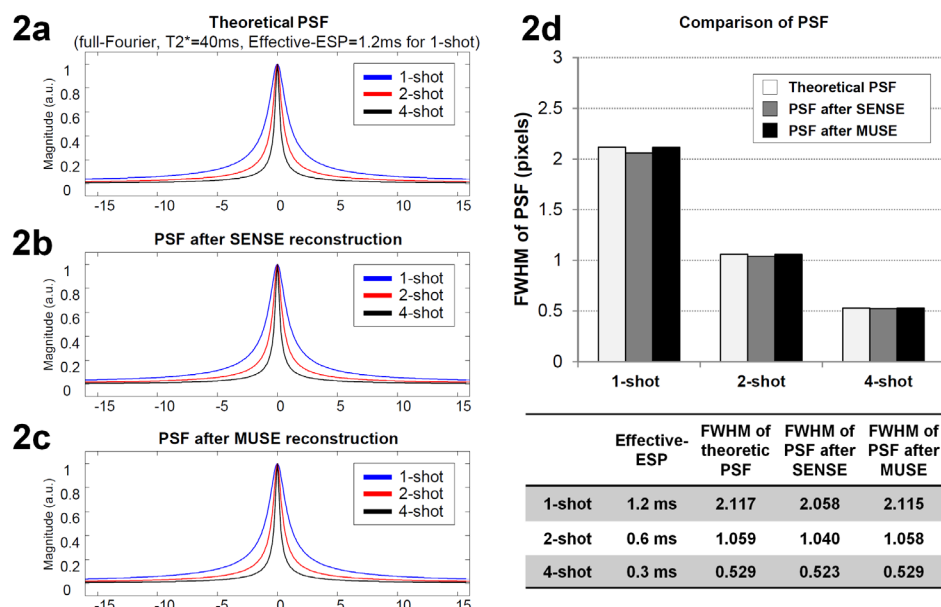 2a
Theoretical PSF
(full-Fourier, T2*=40ms, Effective-ESP=1.2ms for 1-shot)
Magnitude (a.u.)
1
0.8
0.6
0.4
0.2
0
1-shot
2-shot
4-shot
-15 -10 -5 0 5 10 15
2b
PSF after SENSE reconstruction
Magnitude (a.u.)
1
0.8
0.6
0.4
0.2
0
1-shot
2-shot
4-shot
-15 -10 -5 0 5 10 15
2c
PSF after MUSE reconstruction
Magnitude (a.u.)
1
0.8
0.6
0.4
0.2
0
1-shot
2-shot
4-shot
-15 -10 -5 0 5 10 15
2d
Comparison of PSF
FWHM of PSF (pixels)
3
2.5
2
1.5
1
0.5
0
Theoretical PSF
PSF after SENSE
PSF after MUSE
1-shot 2-shot 4-shot
Effective-ESP FWHM of theoretic PSF FWHM of PSF after SENSE FWHM of PSF after MUSE
1-shot 1.2 ms 2.117 2.058 2.115
2-shot 0.6 ms 1.059 1.040 1.058
4-shot 0.3 ms 0.529 0.523 0.529